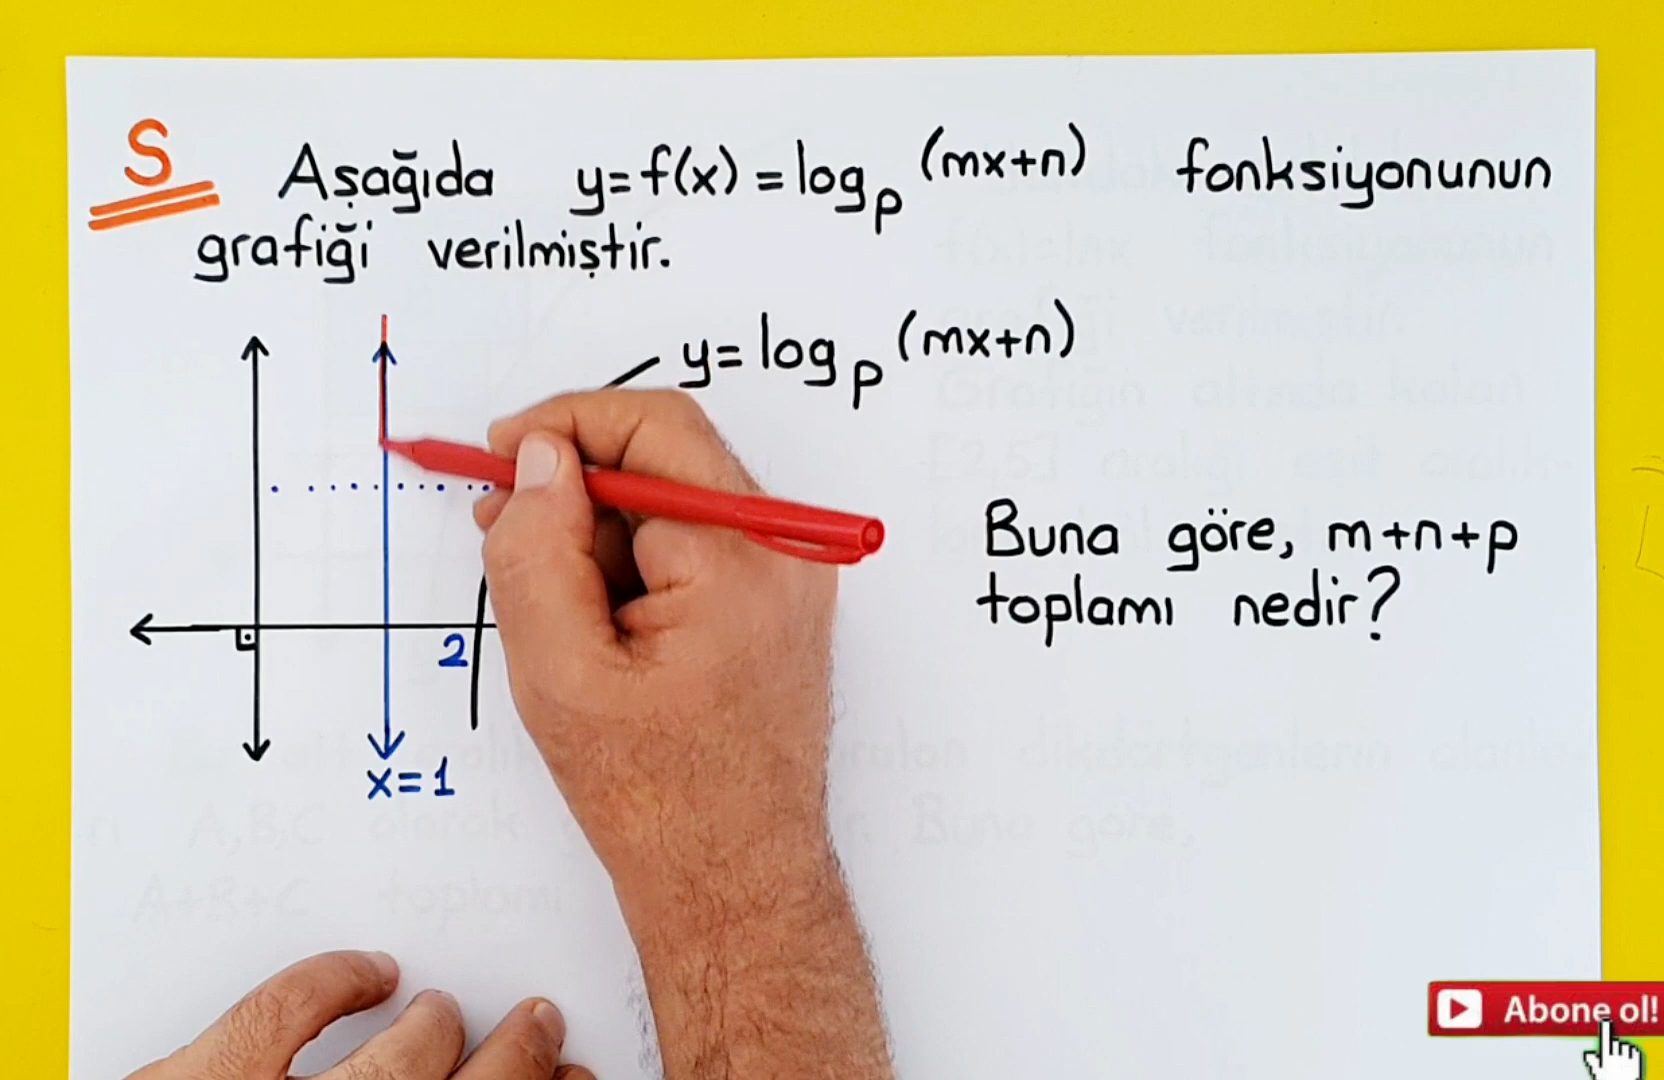 S Aşağıda y=f(x)=log_p (mx+n) fonksiyonunun
grafiği verilmiştir.
y=log_p (mx+n)
Buna göre, m+n+p
toplamı nedir?
2
x=1
Abone ol!